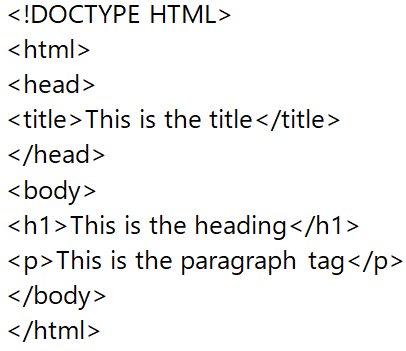 <!DOCTYPE HTML>
<html>
<head>
<title>This is the title</title>
</head>
<body>
<h1>This is the heading</h1>
<p>This is the paragraph tag</p>
</body>
</html>